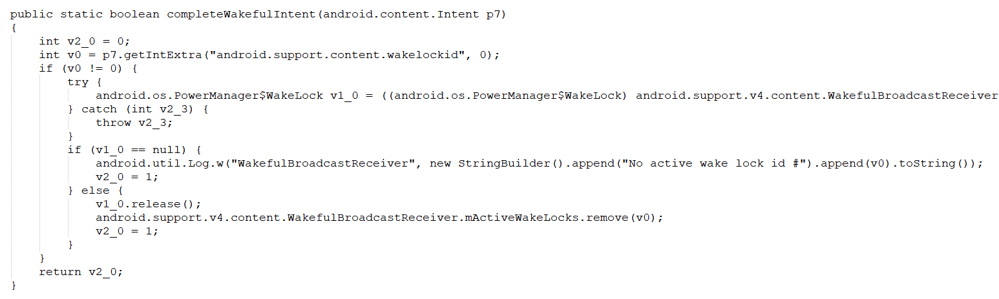 public static boolean completeWakefulIntent(android.content.Intent p7)
{
    int v2_0 = 0;
    int v0 = p7.getIntExtra("android.support.content.wakelockid", 0);
    if (v0 != 0) {
        try {
            android.os.PowerManager$WakeLock v1_0 = ((android.os.PowerManager$WakeLock) android.support.v4.content.WakefulBroadcastReceiver
        } catch (int v2_3) {
            throw v2_3;
        }
        if (v1_0 == null) {
            android.util.Log.w("WakefulBroadcastReceiver", new StringBuilder().append("No active wake lock id #").append(v0).toString());
            v2_0 = 1;
        } else {
            v1_0.release();
            android.support.v4.content.WakefulBroadcastReceiver.mActiveWakeLocks.remove(v0);
            v2_0 = 1;
        }
    }
    return v2_0;
}